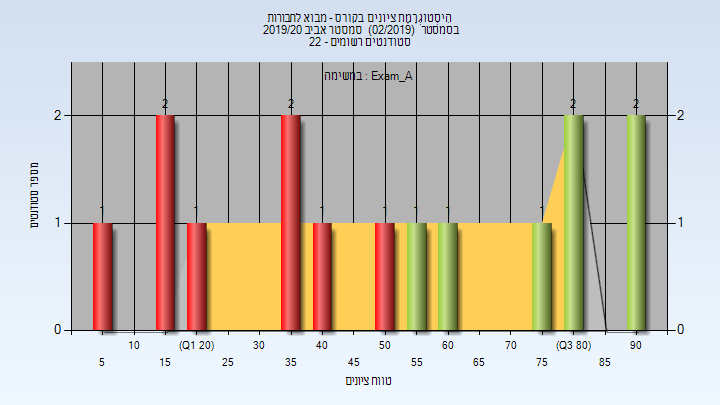 היסטוגרמת ציונים בקורס - מבוא לחבורות
בסמסטר (02/2019) סמסטר אביב 2019/20
סטודנטים רשומים - 22
במשימה : Exam_A
2 2 2 2
2 2
1 1 1 1 1 1 1
1 1
0 0
מספר סטודנטים
10 (Q1 20) 30 40 50 60 70 (Q3 80) 90
5 15 25 35 45 55 65 75 85
טווח ציונים